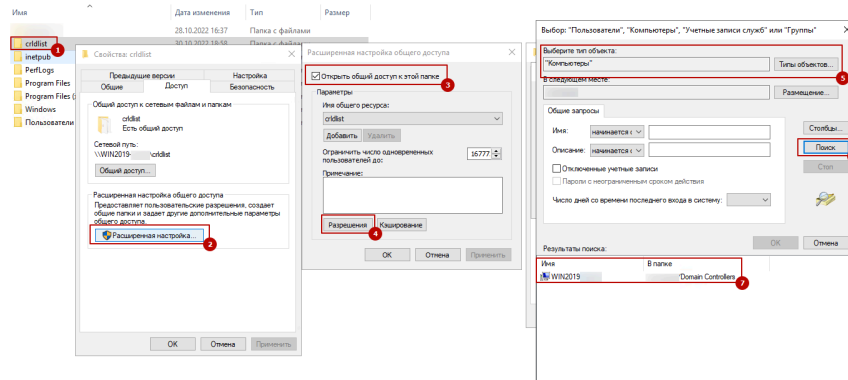 Имя Дата изменения Тип Размер
28.10.2022 16:37 Папка с файлами
crldlist 30.10.2022 18:58 Папка с файлами
1
inetpub
PerfLogs
Program Files
Program Files (
Windows
Пользователи
Свойства: crldlist
Предыдущие версии Настройка
Общие Доступ Безопасность
Общий доступ к сетевым файлам и папкам
crldlist
Есть общий доступ
Сетевой путь:
\\WIN2019- \crldlist
Общий доступ...
Расширенная настройка общего доступа
Предоставляет пользовательские разрешения, создает
общие папки и задает другие дополнительные параметры
общего доступа.
Расширенная настройка...
2
OK Отмена Применить
Расширенная настройка общего доступа
Открыть общий доступ к этой папке
3
Параметры
Имя общего ресурса:
crldlist
Добавить Удалить
Ограничить число одновременных
пользователей до:
16777
Примечание:
Разрешения Кэширование
4
OK Отмена Применить
Выбор: "Пользователи", "Компьютеры", "Учетные записи служб" или "Группы"
Выберите тип объекта:
"Компьютеры" Типы объектов...
5
В следующем месте:
Размещение...
Общие запросы
Имя: начинается с
Столбцы...
Описание: начинается с
Поиск
Отключенные учетные записи
Стоп
Пароли с неограниченным сроком действия
Число дней со времени последнего входа в систему:
OK Отмена
Результаты поиска:
Имя В папке
WIN2019 /Domain Controllers
7